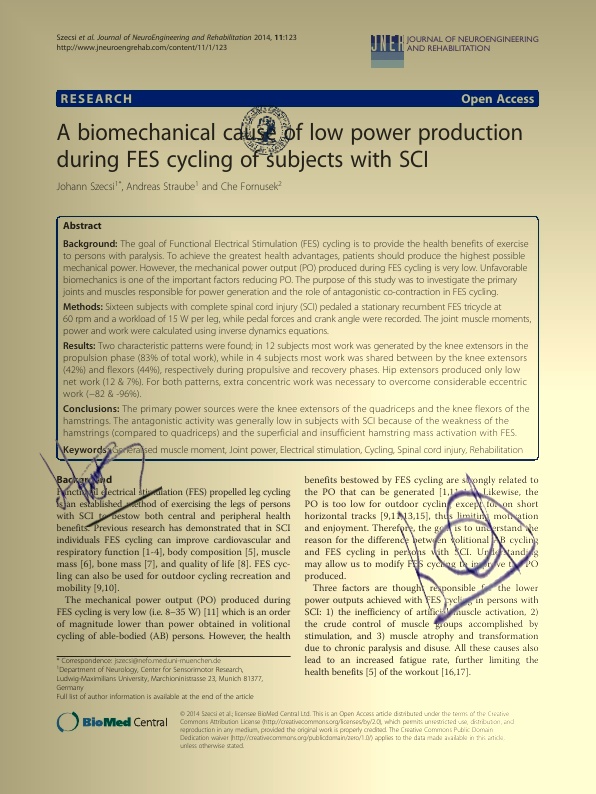 Szecsi et al. Journal of NeuroEngineering and Rehabilitation 2014, 11:123
http://www.jneuroengrehab.com/content/11/1/123
JNER
JOURNAL OF NEUROENGINEERING
AND REHABILITATION
RESEARCH
Open Access
A biomechanical cause of low power production
during FES cycling of subjects with SCI
Johann Szecsi1*, Andreas Straube1 and Che Fornusek2
Abstract
Background: The goal of Functional Electrical Stimulation (FES) cycling is to provide the health benefits of exercise
to persons with paralysis. To achieve the greatest health advantages, patients should produce the highest possible
mechanical power. However, the mechanical power output (PO) produced during FES cycling is very low. Unfavorable
biomechanics is one of the important factors reducing PO. The purpose of this study was to investigate the primary
joints and muscles responsible for power generation and the role of antagonistic co-contraction in FES cycling.
Methods: Sixteen subjects with complete spinal cord injury (SCI) pedaled a stationary recumbent FES tricycle at
60 rpm and a workload of 15 W per leg, while pedal forces and crank angle were recorded. The joint muscle moments,
power and work were calculated using inverse dynamics equations.
Results: Two characteristic patterns were found; in 12 subjects most work was generated by the knee extensors in the
propulsion phase (83% of total work), while in 4 subjects most work was shared between by the knee extensors
(42%) and flexors (44%), respectively during propulsive and recovery phases. Hip extensors produced only low
net work (12 & 7%). For both patterns, extra concentric work was necessary to overcome considerable eccentric
work (−82 & -96%).
Conclusions: The primary power sources were the knee extensors of the quadriceps and the knee flexors of the
hamstrings. The antagonistic activity was generally low in subjects with SCI because of the weakness of the
hamstrings (compared to quadriceps) and the superficial and insufficient hamstring mass activation with FES.
Keywords: Generalised muscle moment, Joint power, Electrical stimulation, Cycling, Spinal cord injury, Rehabilitation
Background
Functional electrical stimulation (FES) propelled leg cycling
is an established method of exercising the legs of persons
with SCI to bestow both central and peripheral health
benefits. Previous research has demonstrated that in SCI
individuals FES cycling can improve cardiovascular and
respiratory function [1-4], body composition [5], muscle
mass [6], bone mass [7], and quality of life [8]. FES cyc-
ling can also be used for outdoor cycling recreation and
mobility [9,10].
The mechanical power output (PO) produced during
FES cycling is very low (i.e. 8–35 W) [11] which is an order
of magnitude lower than power obtained in volitional
cycling of able-bodied (AB) persons. However, the health
benefits bestowed by FES cycling are strongly related to
the PO that can be generated Likewise, the
PO is too low for outdoor cycling except for on short
horizontal tracks [9,11,13,15], thus limiting motivation
and enjoyment. Therefore, the goal is to understand the
reason for the difference between volitional AB cycling
and FES cycling in persons with SCI. Understanding
may allow us to modify FES cycling to improve the PO
produced.
Three factors are though responsible for the lower
power outputs achieved with FES cycling in persons with
SCI: 1) the inefficiency of artificial muscle activation, 2)
the crude control of muscle groups accomplished by
stimulation, and 3) muscle atrophy and transformation
due to chronic paralysis and disuse. All these causes also
lead to an increased fatigue rate, further limiting the
health benefits [5] of the workout [16,17].
* Correspondence: jszecsi@nefo.med.uni-muenchen.de
1Department of Neurology, Center for Sensorimotor Research,
Ludwig-Maximilians University, Marchioninistrasse 23, Munich 81377,
Germany
Full list of author information is available at the end of the article
BioMed Central
© 2014 Szecsi et al.; licensee BioMed Central Ltd. This is an Open Access article distributed under the terms of the Creative
Commons Attribution License (http://creativecommons.org/licenses/by/2.0), which permits unrestricted use, distribution, and
reproduction in any medium, provided the original work is properly credited. The Creative Commons Public Domain
Dedication waiver (http://creativecommons.org/publicdomain/zero/1.0/) applies to the data made available in this article,
unless otherwise stated.